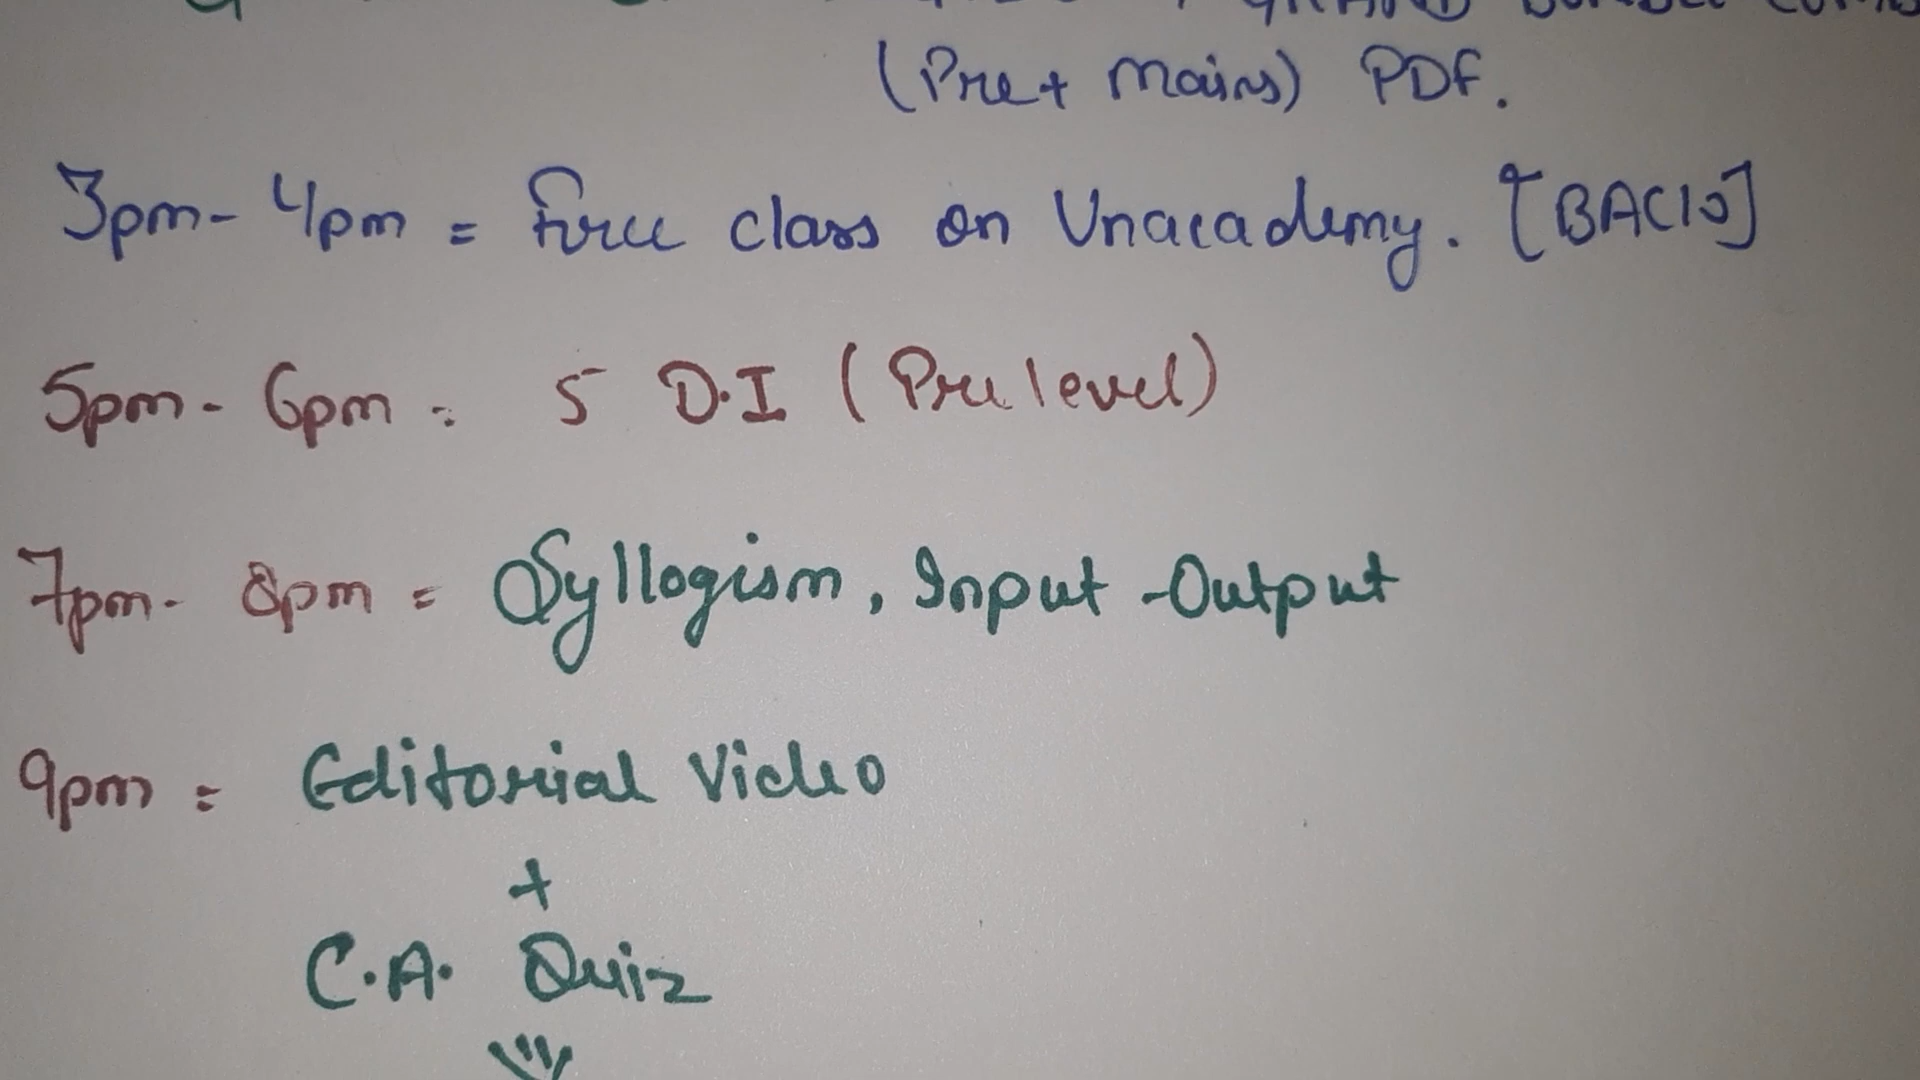 (Pre + Mains) PDF.
3pm - 4pm = Free class on Unacademy. [BAC10]
5pm - 6pm = 5 D.I (Pre level)
7pm - 8pm = Syllogism, Input - Output
9pm = Editorial Video
+
C.A. Quiz